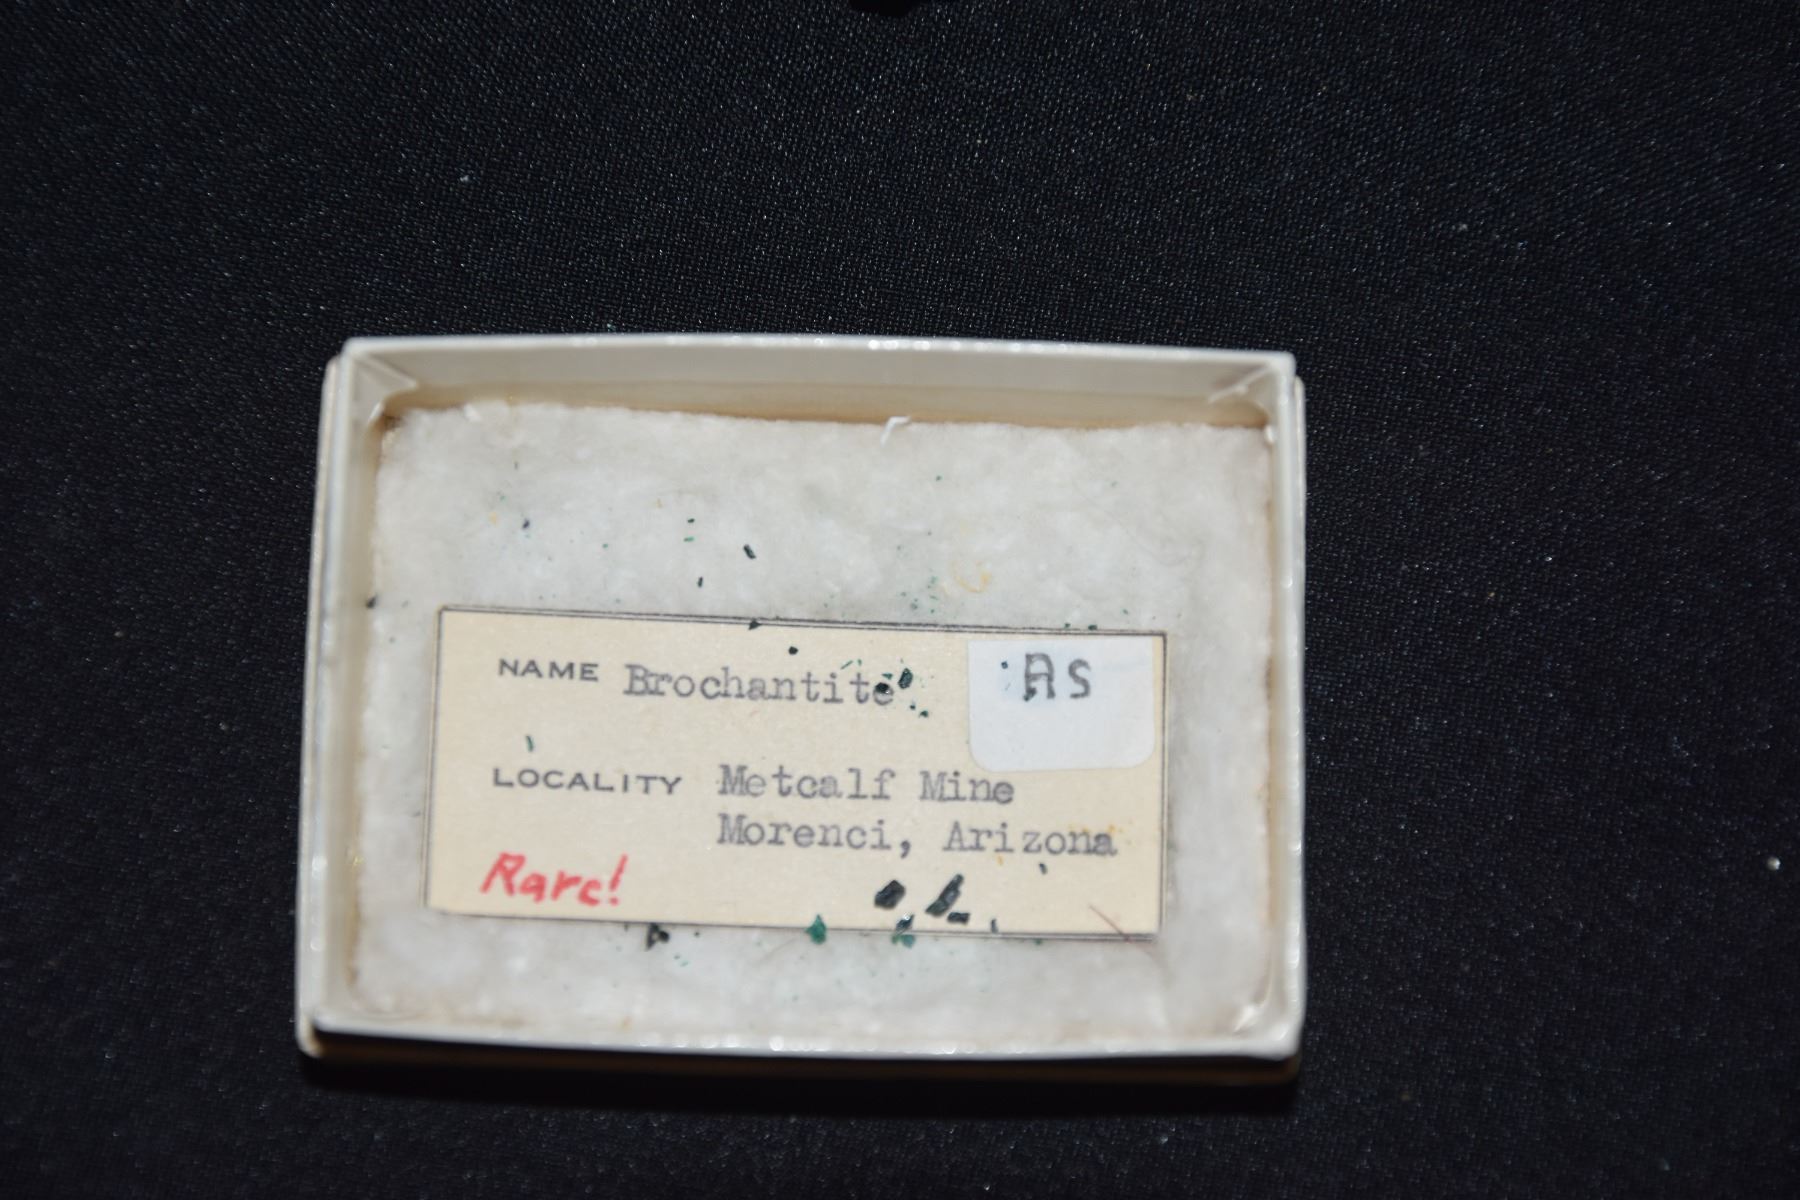 NAME Brochantite
AS
LOCALITY Metcalf Mine
Morenci, Arizona
Rare!